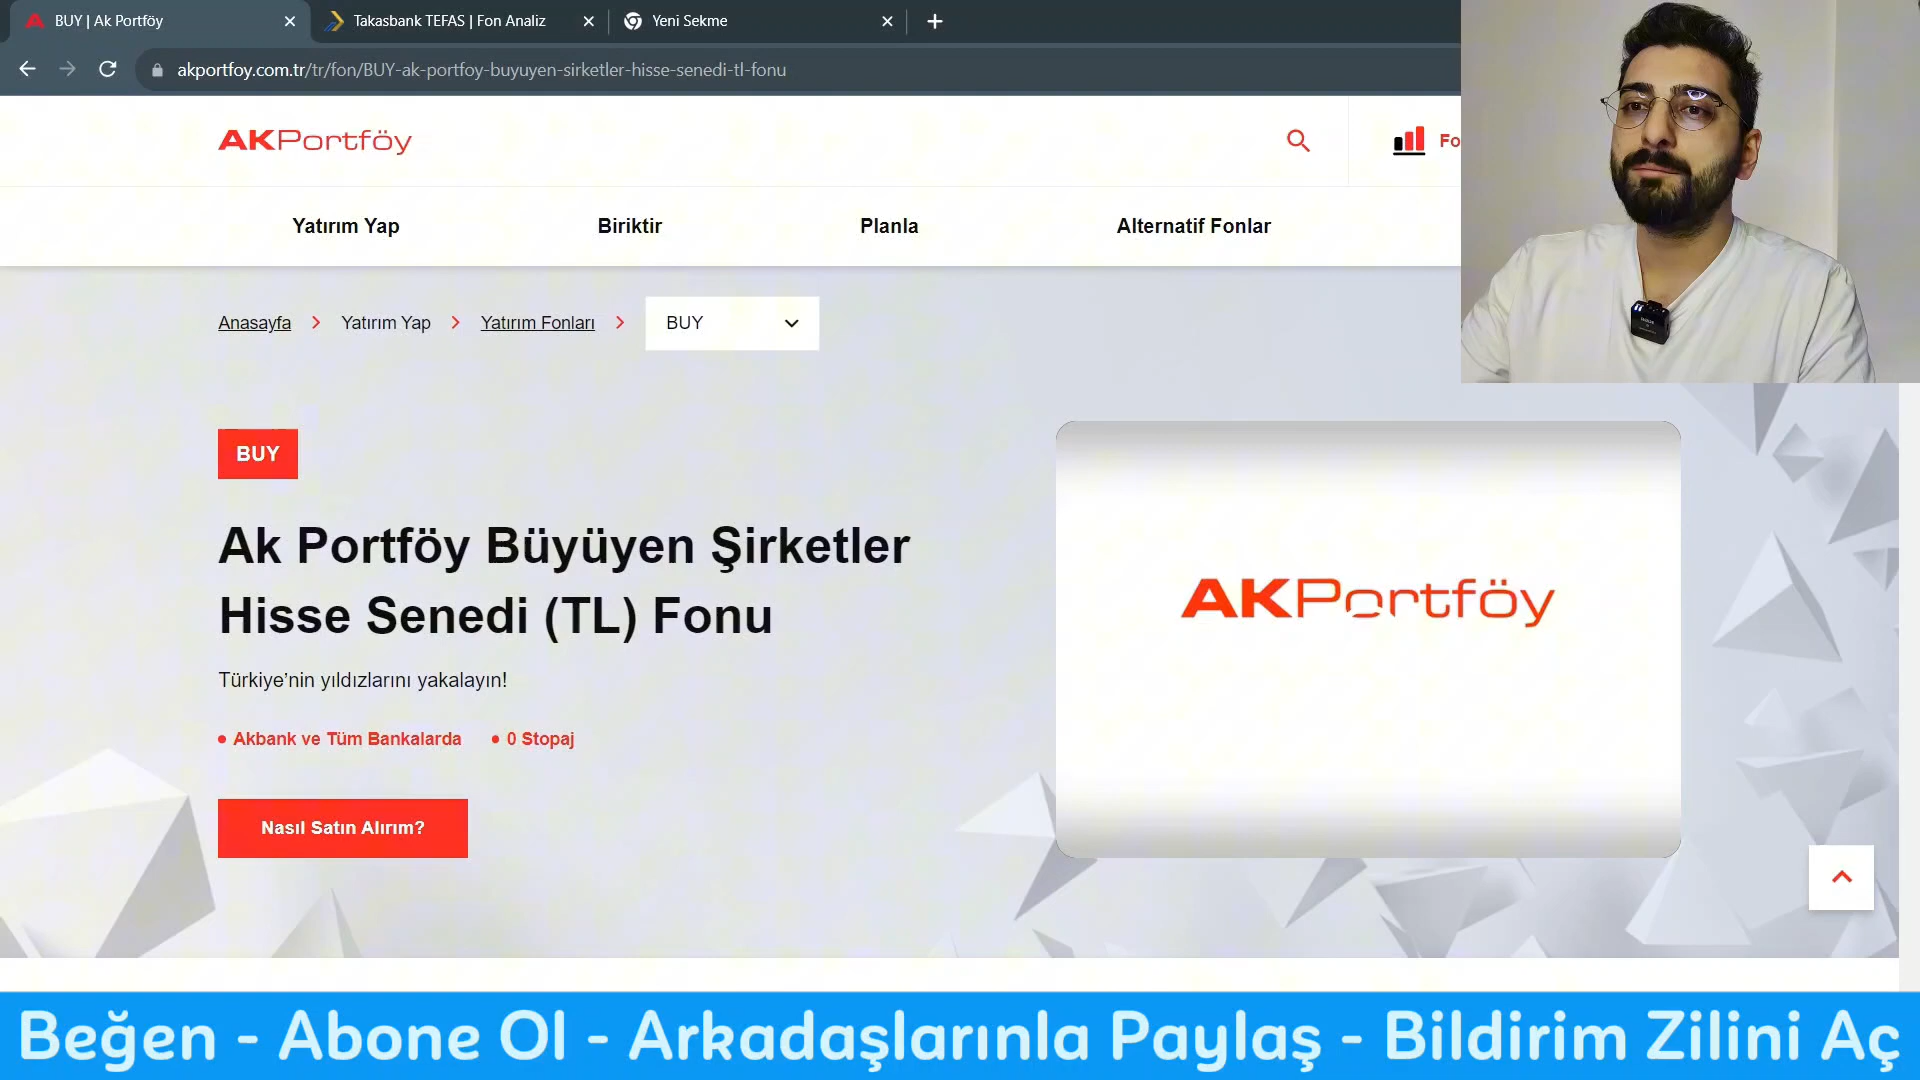 BUY | Ak Portföy
Takasbank TEFAS | Fon Analiz
Yeni Sekme
akportfoy.com.tr/tr/fon/BUY-ak-portfoy-buyuyen-sirketler-hisse-senedi-tl-fonu
AKPortföy
Fo
Yatırım Yap
Biriktir
Planla
Alternatif Fonlar
Anasayfa
Yatırım Yap
Yatırım Fonları
BUY
BUY
Ak Portföy Büyüyen Şirketler
Hisse Senedi (TL) Fonu
Türkiye’nin yıldızlarını yakalayın!
Akbank ve Tüm Bankalarda
0 Stopaj
Nasıl Satın Alırım?
AKPortföy
Beğen - Abone Ol - Arkadaşlarınla Paylaş - Bildirim Zilini Aç